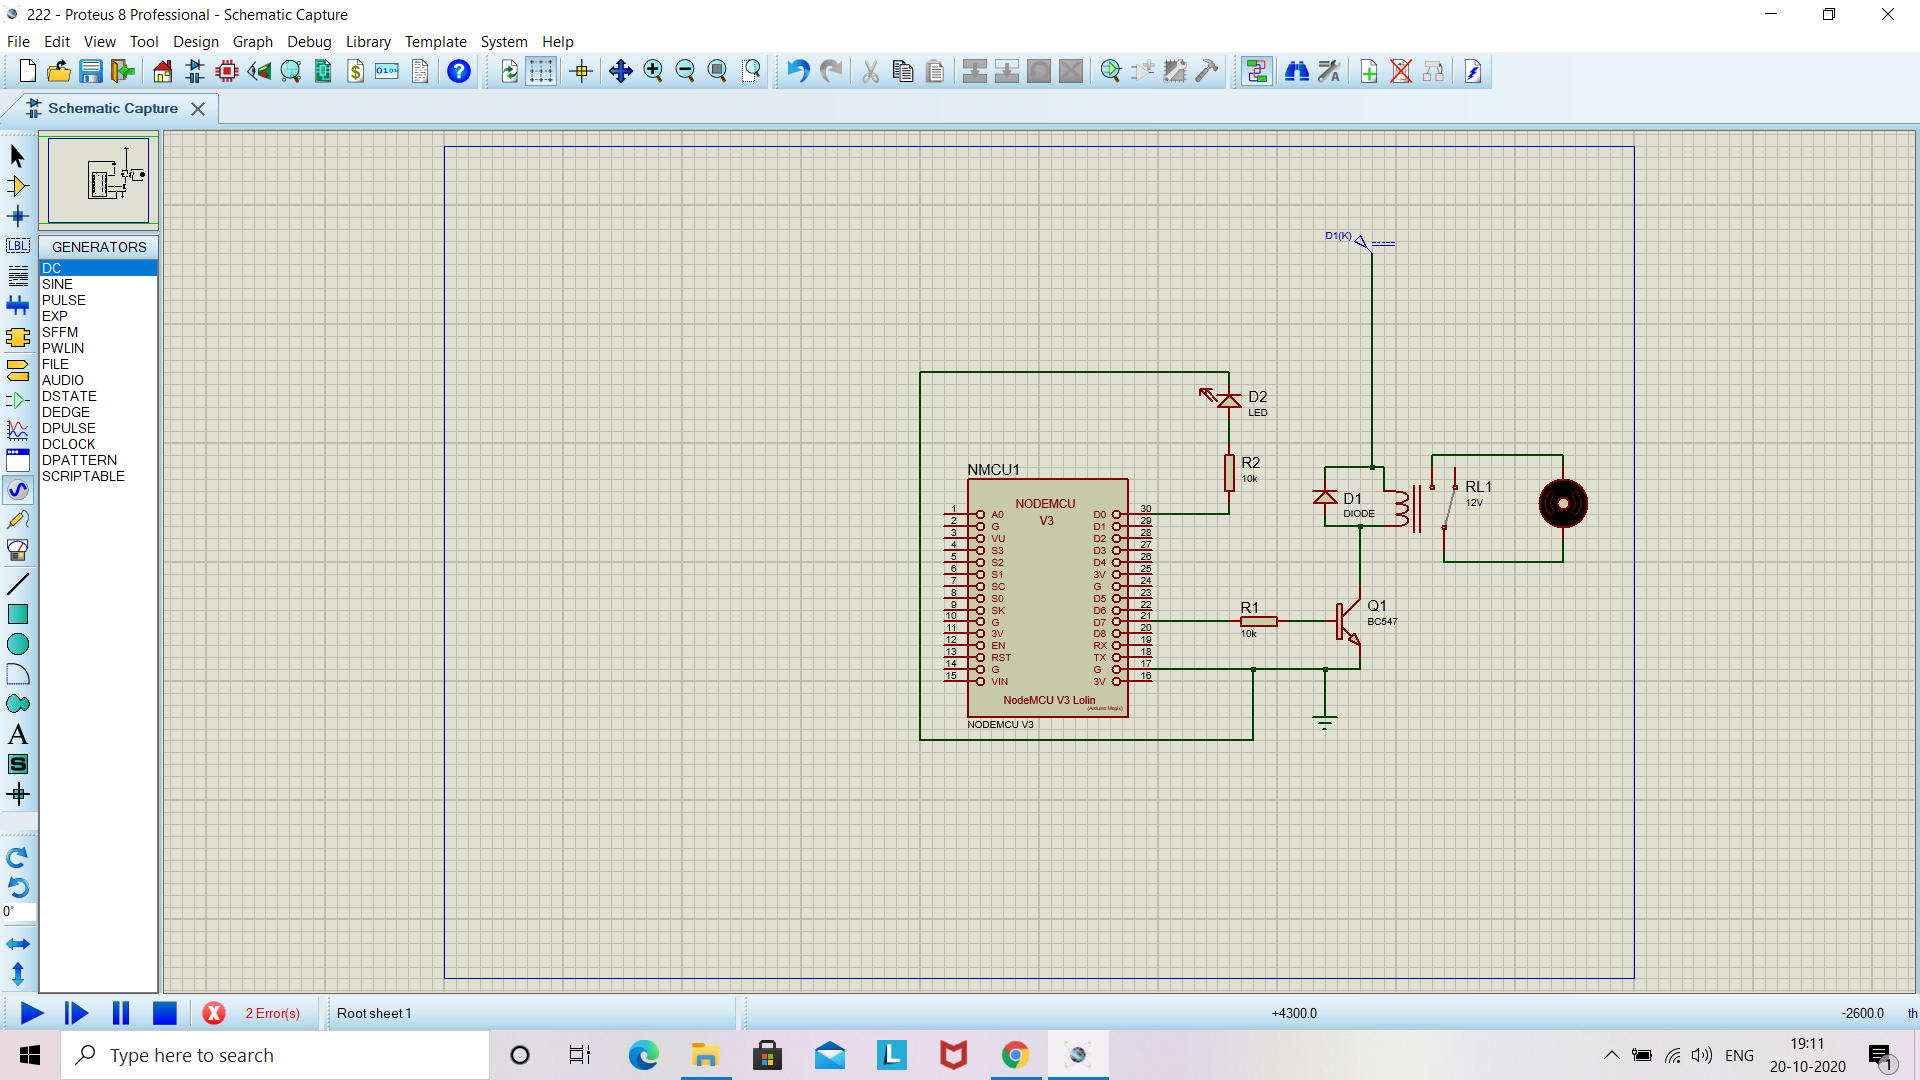 222 - Proteus 8 Professional - Schematic Capture
File Edit View Tool Design Graph Debug Library Template System Help
Schematic Capture
GENERATORS
DC
SINE
PULSE
EXP
SFFM
PWLIN
FILE
AUDIO
DSTATE
DEDGE
DPULSE
DCLOCK
DPATTERN
SCRIPTABLE
LBL
A
S
0°
D1(K)
D2
LED
R2
10k
NMCU1
NODEMCU
V3
1 A0 D0 30
2 G D1 29
3 VU D2 28
4 S3 D3 27
5 S2 D4 26
6 S1 3V 25
7 SC G 24
8 S0 D5 23
9 SK D6 22
10 G D7 21
11 3V D8 20
12 EN RX 19
13 RST TX 18
14 G G 17
15 VIN 3V 16
NodeMCU V3 Lolin
NODEMCU V3
D1
DIODE
RL1
12V
R1
10k
Q1
BC547
2 Error(s)
Root sheet 1
+4300.0
-2600.0
th
Type here to search
ENG
19:11
20-10-2020
1